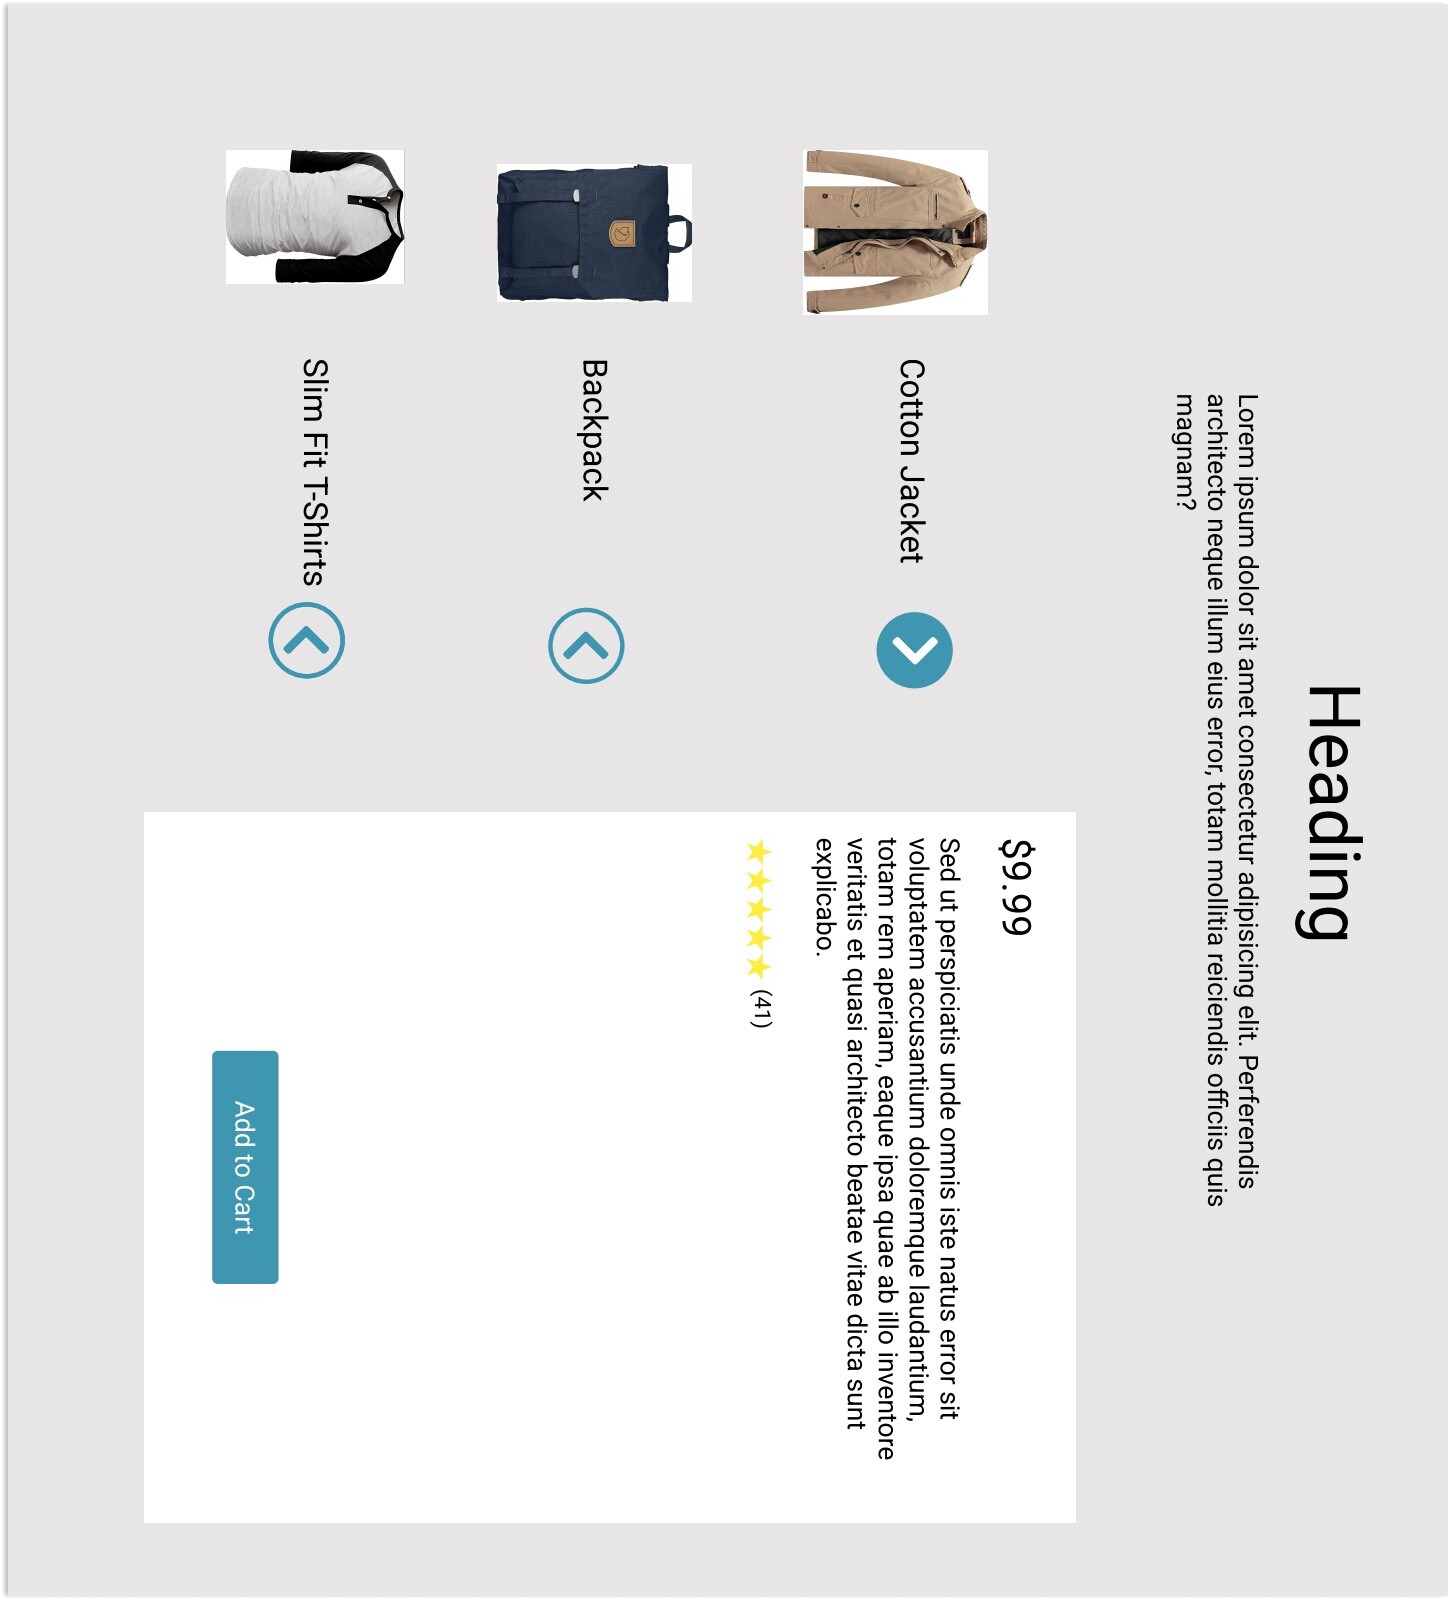 Heading
Lorem ipsum dolor sit amet consectetur adipisicing elit. Perferendis
architecto neque illum eius error, totam mollitia reiciendis officiis quis
magnam?
Cotton Jacket
Backpack
Slim Fit T-Shirts
$9.99
Sed ut perspiciatis unde omnis iste natus error sit
voluptatem accusantium doloremque laudantium,
totam rem aperiam, eaque ipsa quae ab illo inventore
veritatis et quasi architecto beatae vitae dicta sunt
explicabo.
(41)
Add to Cart